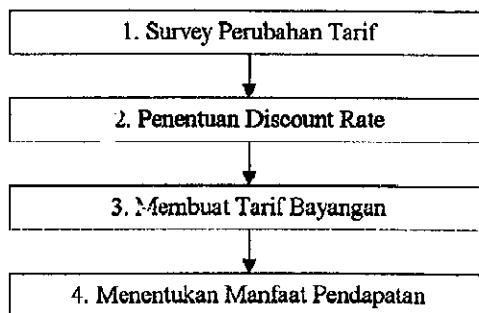 1. Survey Perubahan Tarif
2. Penentuan Discount Rate
3. Membuat Tarif Bayangan
4. Menentukan Manfaat Pendapatan